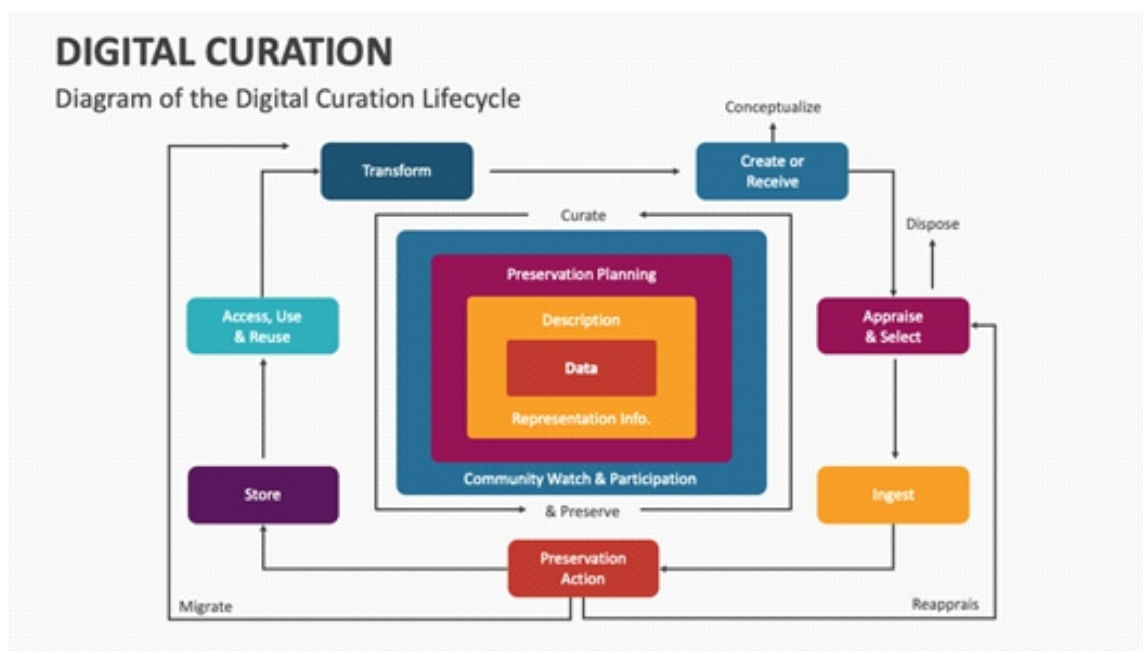 DIGITAL CURATION
Diagram of the Digital Curation Lifecycle
Conceptualize
Transform
Create or
Receive
Curate
Dispose
Preservation Planning
Access, Use
& Reuse
Description
Appraise
& Select
Data
Representation Info.
Community Watch & Participation
Store
Ingest
& Preserve
Preservation
Action
Migrate
Reapprais